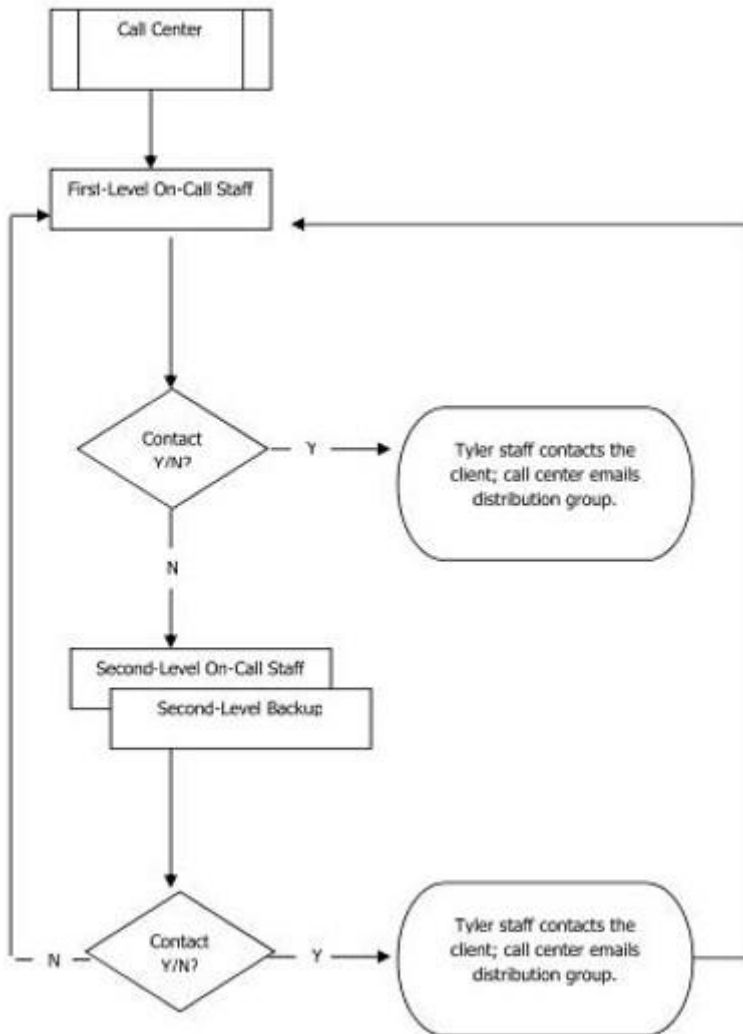 Call Center
First-Level On-Call Staff
Contact
Y/N?
Y
Tyler staff contacts the
client; call center emails
distribution group.
N
Second-Level On-Call Staff
Second-Level Backup
N
Contact
Y/N?
Y
Tyler staff contacts the
client; call center emails
distribution group.